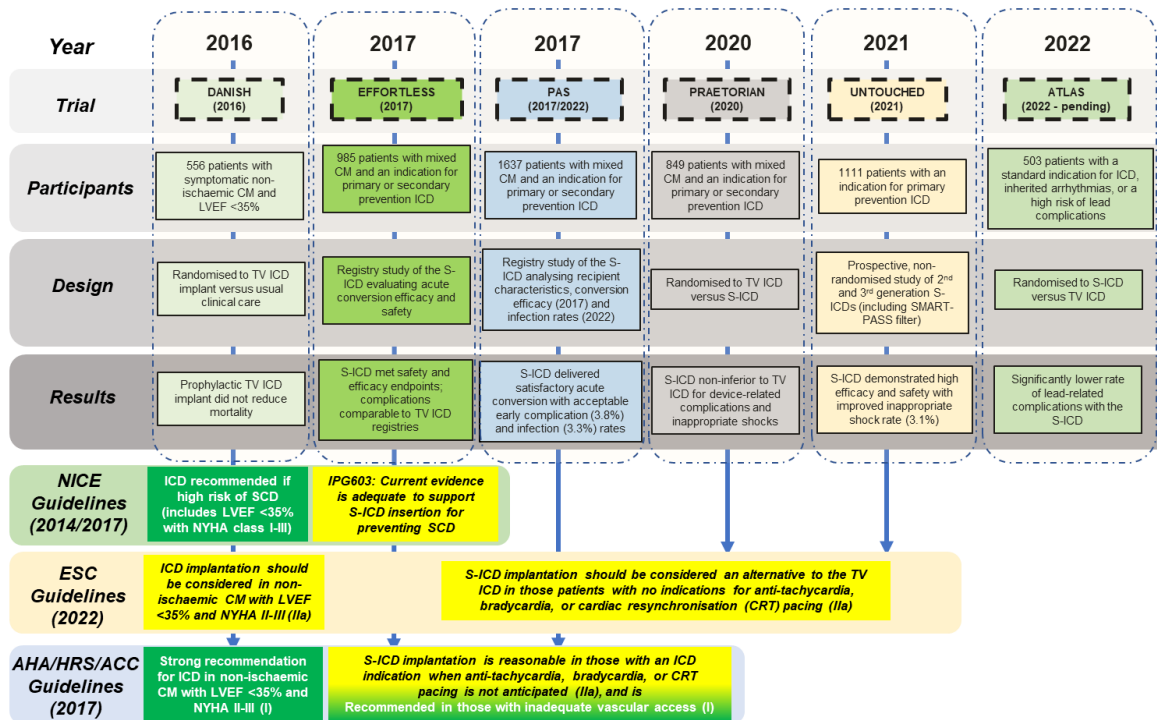 Year
2016
2017
2017
2020
2021
2022
Trial
DANISH
(2016)
EFFORTLESS
(2017)
PAS
(2017/2022)
PRAETORIAN
(2020)
UNTOUCHED
(2021)
ATLAS
(2022 - pending)
Participants
556 patients with
symptomatic non-
ischaemic CM and
LVEF <35%
985 patients with mixed
CM and an indication for
primary or secondary
prevention ICD
1637 patients with mixed
CM and an indication for
primary or secondary
prevention ICD
849 patients with mixed
CM and an indication for
primary or secondary
prevention ICD
1111 patients with an
indication for primary
prevention ICD
503 patients with a
standard indication for ICD,
inherited arrhythmias, or a
high risk of lead
complications
Design
Randomised to TV ICD
implant versus usual
clinical care
Registry study of the S-
ICD evaluating acute
conversion efficacy and
safety
Registry study of the S-
ICD analysing recipient
characteristics, conversion
efficacy (2017) and
infection rates (2022)
Randomised to TV ICD
versus S-ICD
Prospective, non-
randomised study of 2nd
and 3rd generation S-
ICDs (including SMART-
PASS filter)
Randomised to S-ICD
versus TV ICD
Results
Prophylactic TV ICD
implant did not reduce
mortality
S-ICD met safety and
efficacy endpoints;
complications
comparable to TV ICD
registries
S-ICD delivered
satisfactory acute
conversion with acceptable
early complication (3.8%)
and infection (3.3%) rates
S-ICD non-inferior to TV
ICD for device-related
complications and
inappropriate shocks
S-ICD demonstrated high
efficacy and safety with
improved inappropriate
shock rate (3.1%)
Significantly lower rate
of lead-related
complications with the
S-ICD
NICE
Guidelines
(2014/2017)
ICD recommended if
high risk of SCD
(includes LVEF <35%
with NYHA class I-III)
IPG603: Current evidence
is adequate to support
S-ICD insertion for
preventing SCD
ESC
Guidelines
(2022)
ICD implantation should
be considered in non-
ischaemic CM with LVEF
<35% and NYHA II-III (IIa)
S-ICD implantation should be considered an alternative to the TV
ICD in those patients with no indications for anti-tachycardia,
bradycardia, or cardiac resynchronisation (CRT) pacing (IIa)
AHA/HRS/ACC
Guidelines
(2017)
Strong recommendation
for ICD in non-ischaemic
CM with LVEF <35% and
NYHA II-III (I)
S-ICD implantation is reasonable in those with an ICD
indication when anti-tachycardia, bradycardia, or CRT
pacing is not anticipated (IIa), and is
Recommended in those with inadequate vascular access (I)